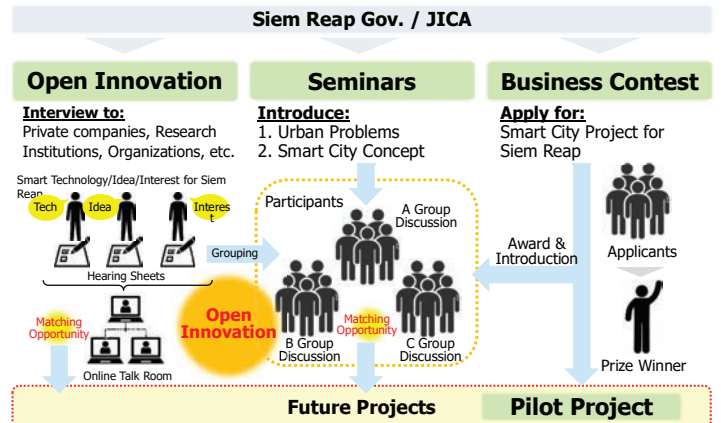 Siem Reap Gov. / JICA
Open Innovation
Interview to:
Private companies, Research
Institutions, Organizations, etc.
Smart Technology/Idea/Interest for Siem
Reap
Tech
Idea
Interes
t
Hearing Sheets
Matching
Opportunity
Online Talk Room
Grouping
Open
Innovation
Seminars
Introduce:
1. Urban Problems
2. Smart City Concept
Participants
A Group
Discussion
B Group
Discussion
Matching
Opportunity
C Group
Discussion
Business Contest
Apply for:
Smart City Project for
Siem Reap
Award &
Introduction
Applicants
Prize Winner
Future Projects
Pilot Project